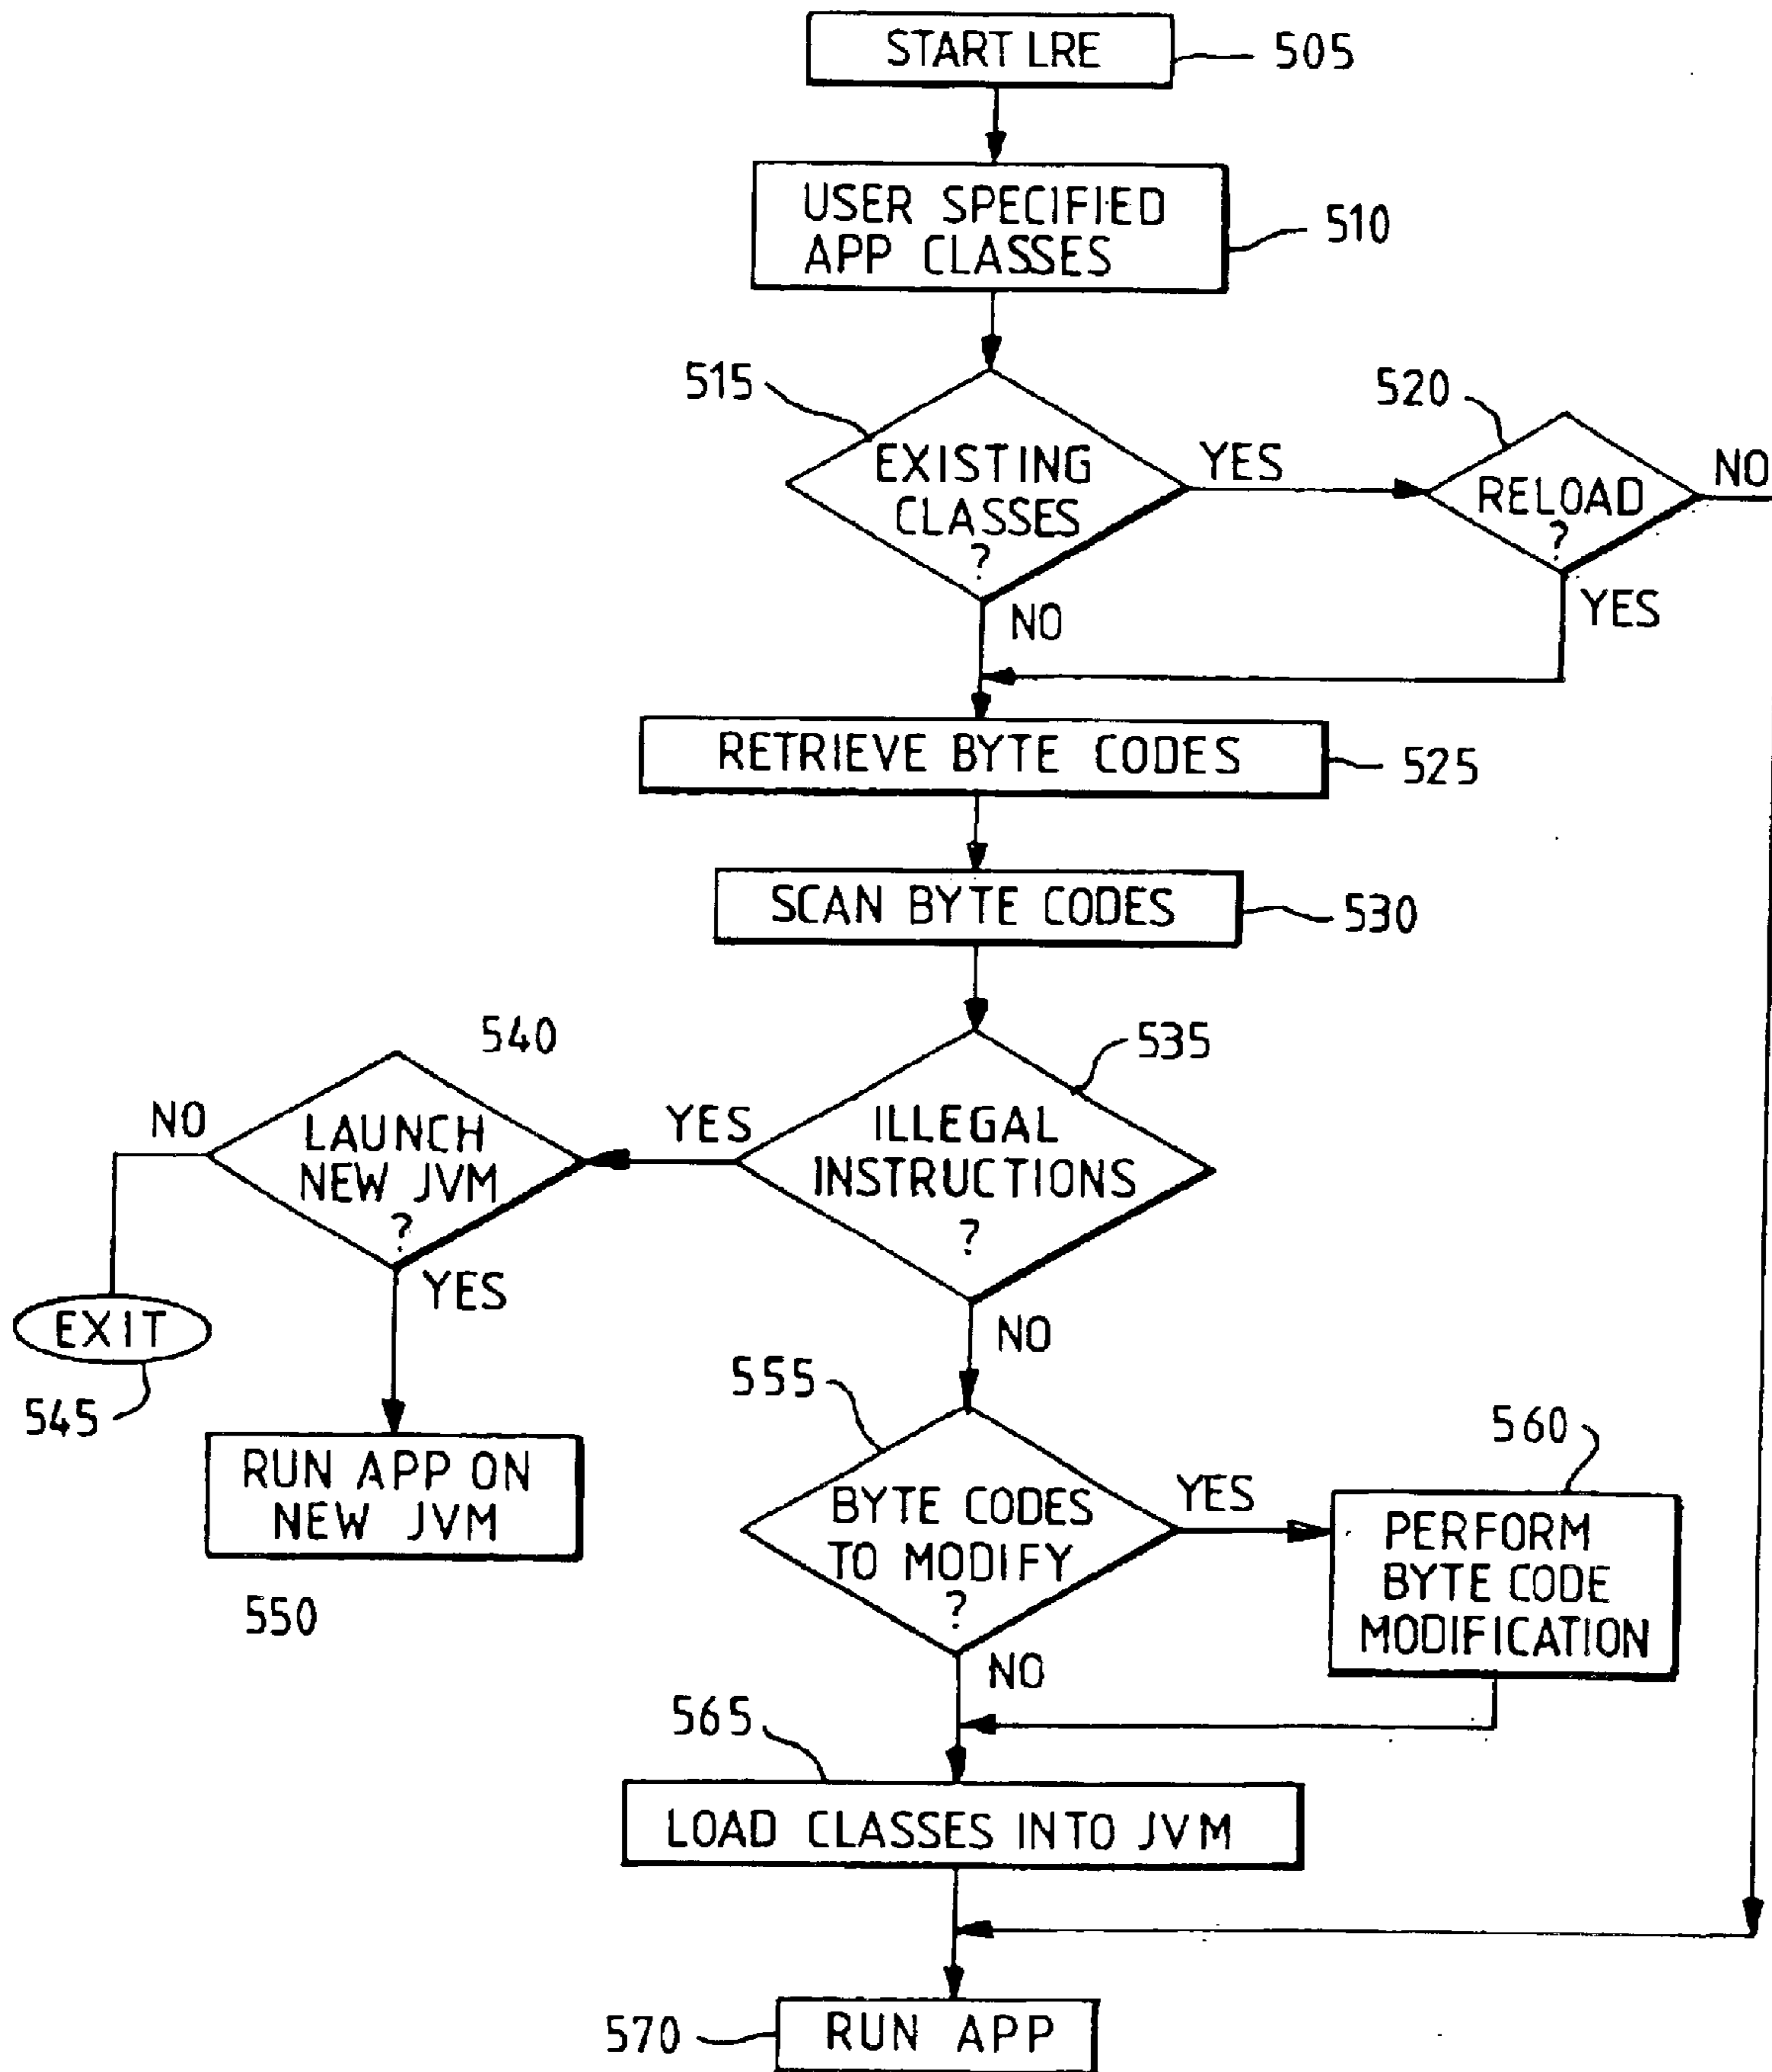 START LRE
505
USER SPECIFIED
APP CLASSES
510
515
EXISTING
CLASSES
?
YES
NO
520
RELOAD
?
NO
YES
RETRIEVE BYTE CODES
525
SCAN BYTE CODES
530
535
ILLEGAL
INSTRUCTIONS
?
YES
NO
540
LAUNCH
NEW JVM
?
NO
YES
EXIT
545
RUN APP ON
NEW JVM
550
555
BYTE CODES
TO MODIFY
?
YES
NO
560
PERFORM
BYTE CODE
MODIFICATION
565
LOAD CLASSES INTO JVM
570
RUN APP